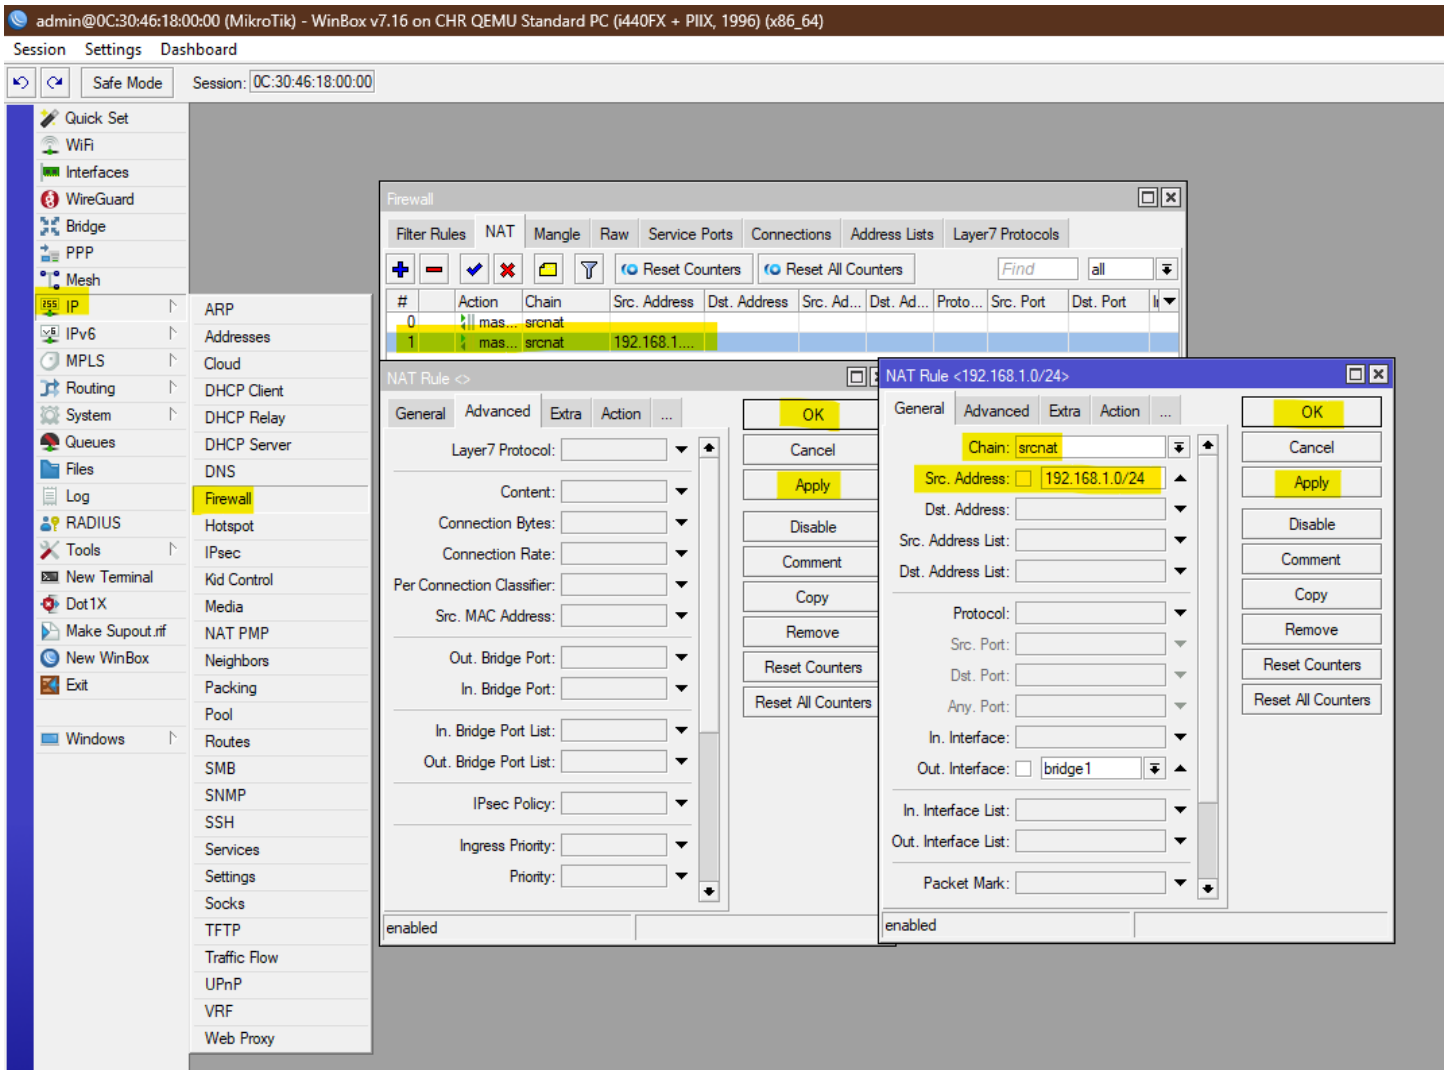 admin@0C:30:46:18:00:00 (MikroTik) - WinBox v7.16 on CHR QEMU Standard PC (i440FX + PIIX, 1996) (x86_64)
Session Settings Dashboard
Safe Mode Session: 0C:30:46:18:00:00
Quick Set
WiFi
Interfaces
WireGuard
Bridge
PPP
Mesh
IP
IPv6
MPLS
Routing
System
Queues
Files
Log
RADIUS
Tools
New Terminal
Dot1X
Make Supout.rif
New WinBox
Exit
Windows
ARP
Addresses
Cloud
DHCP Client
DHCP Relay
DHCP Server
DNS
Firewall
Hotspot
IPsec
Kid Control
Media
NAT PMP
Neighbors
Packing
Pool
Routes
SMB
SNMP
SSH
Services
Settings
Socks
TFTP
Traffic Flow
UPnP
VRF
Web Proxy
Firewall
Filter Rules NAT Mangle Raw Service Ports Connections Address Lists Layer7 Protocols
Reset Counters Reset All Counters Find all
# Action Chain Src. Address Dst. Address Src. Ad... Dst. Ad... Proto... Src. Port Dst. Port
0 mas... srcnat
1 mas... srcnat 192.168.1....
NAT Rule <>
General Advanced Extra Action ...
Layer7 Protocol:
Content:
Connection Bytes:
Connection Rate:
Per Connection Classifier:
Src. MAC Address:
Out. Bridge Port:
In. Bridge Port:
In. Bridge Port List:
Out. Bridge Port List:
IPsec Policy:
Ingress Priority:
Priority:
OK
Cancel
Apply
Disable
Comment
Copy
Remove
Reset Counters
Reset All Counters
enabled
NAT Rule <192.168.1.0/24>
General Advanced Extra Action ...
Chain: srcnat
Src. Address: 192.168.1.0/24
Dst. Address:
Src. Address List:
Dst. Address List:
Protocol:
Src. Port:
Dst. Port:
Any. Port:
In. Interface:
Out. Interface: bridge1
In. Interface List:
Out. Interface List:
Packet Mark:
OK
Cancel
Apply
Disable
Comment
Copy
Remove
Reset Counters
Reset All Counters
enabled